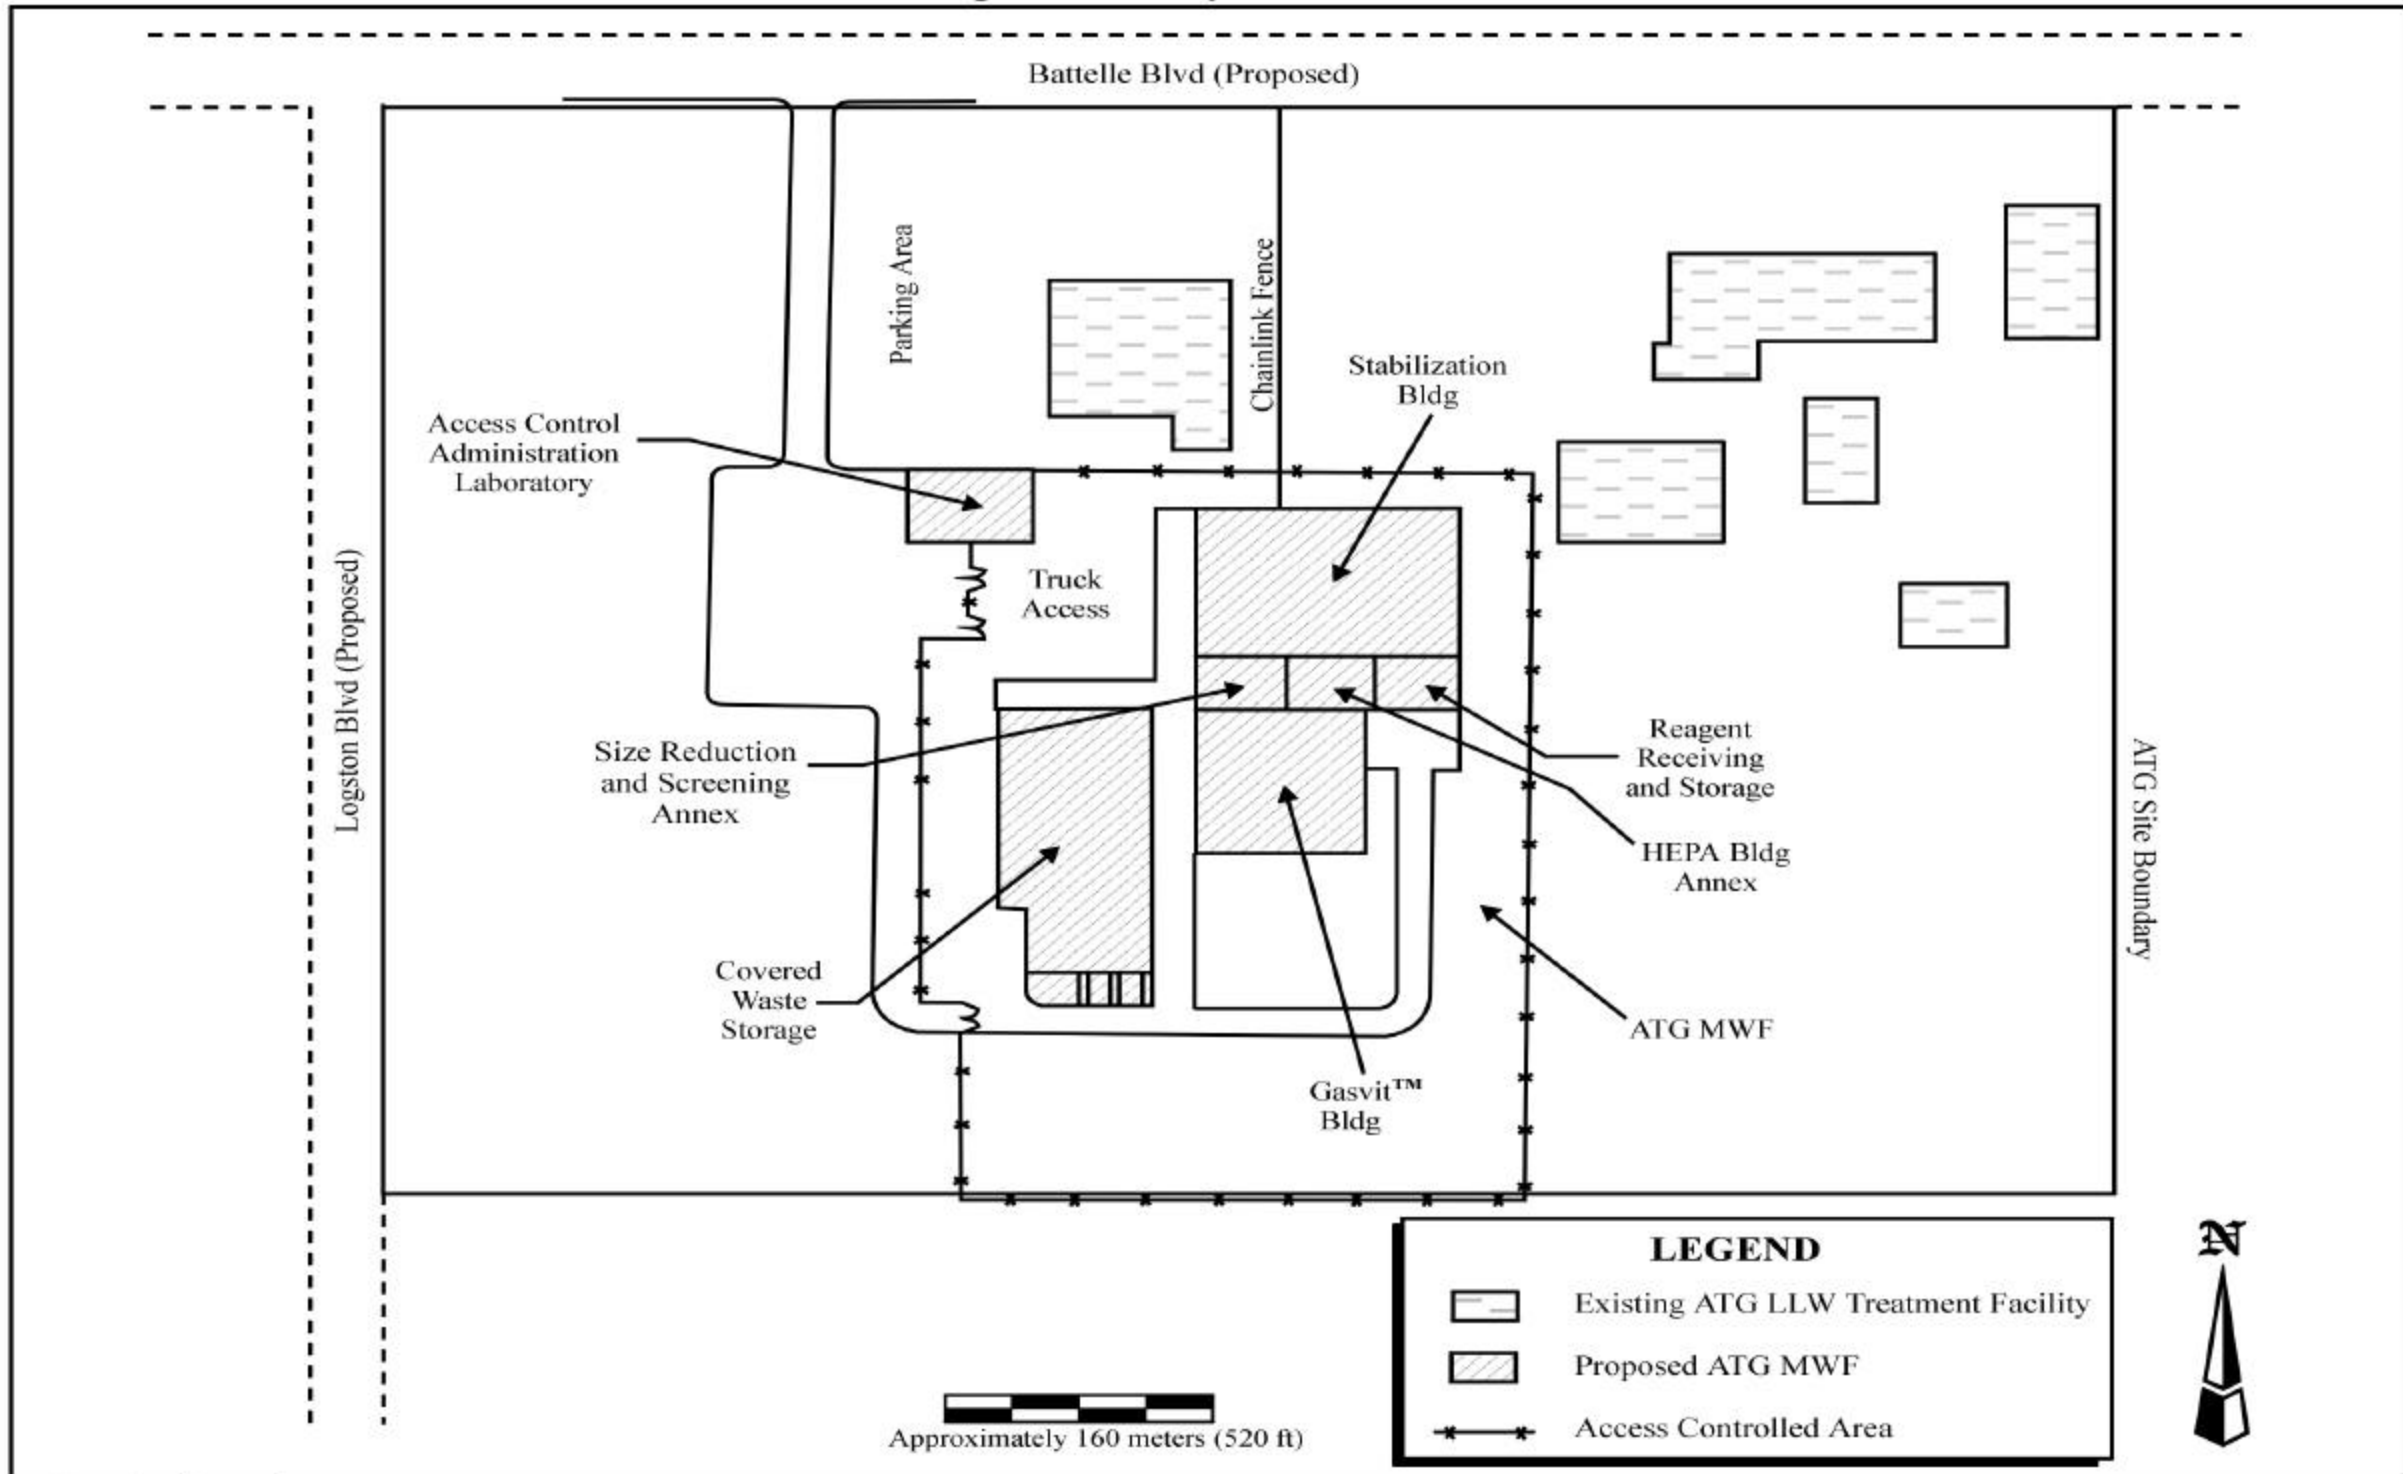 Battelle Blvd (Proposed)
Parking Area
Chainlink Fence
Stabilization
Bldg
Access Control
Administration
Laboratory
Truck
Access
Logston Blvd (Proposed)
Size Reduction
and Screening
Annex
Reagent
Receiving
and Storage
HEPA Bldg
Annex
ATG Site Boundary
Covered
Waste
Storage
ATG MWF
Gasvit™
Bldg
LEGEND
Existing ATG LLW Treatment Facility
Proposed ATG MWF
Access Controlled Area
N
Approximately 160 meters (520 ft)